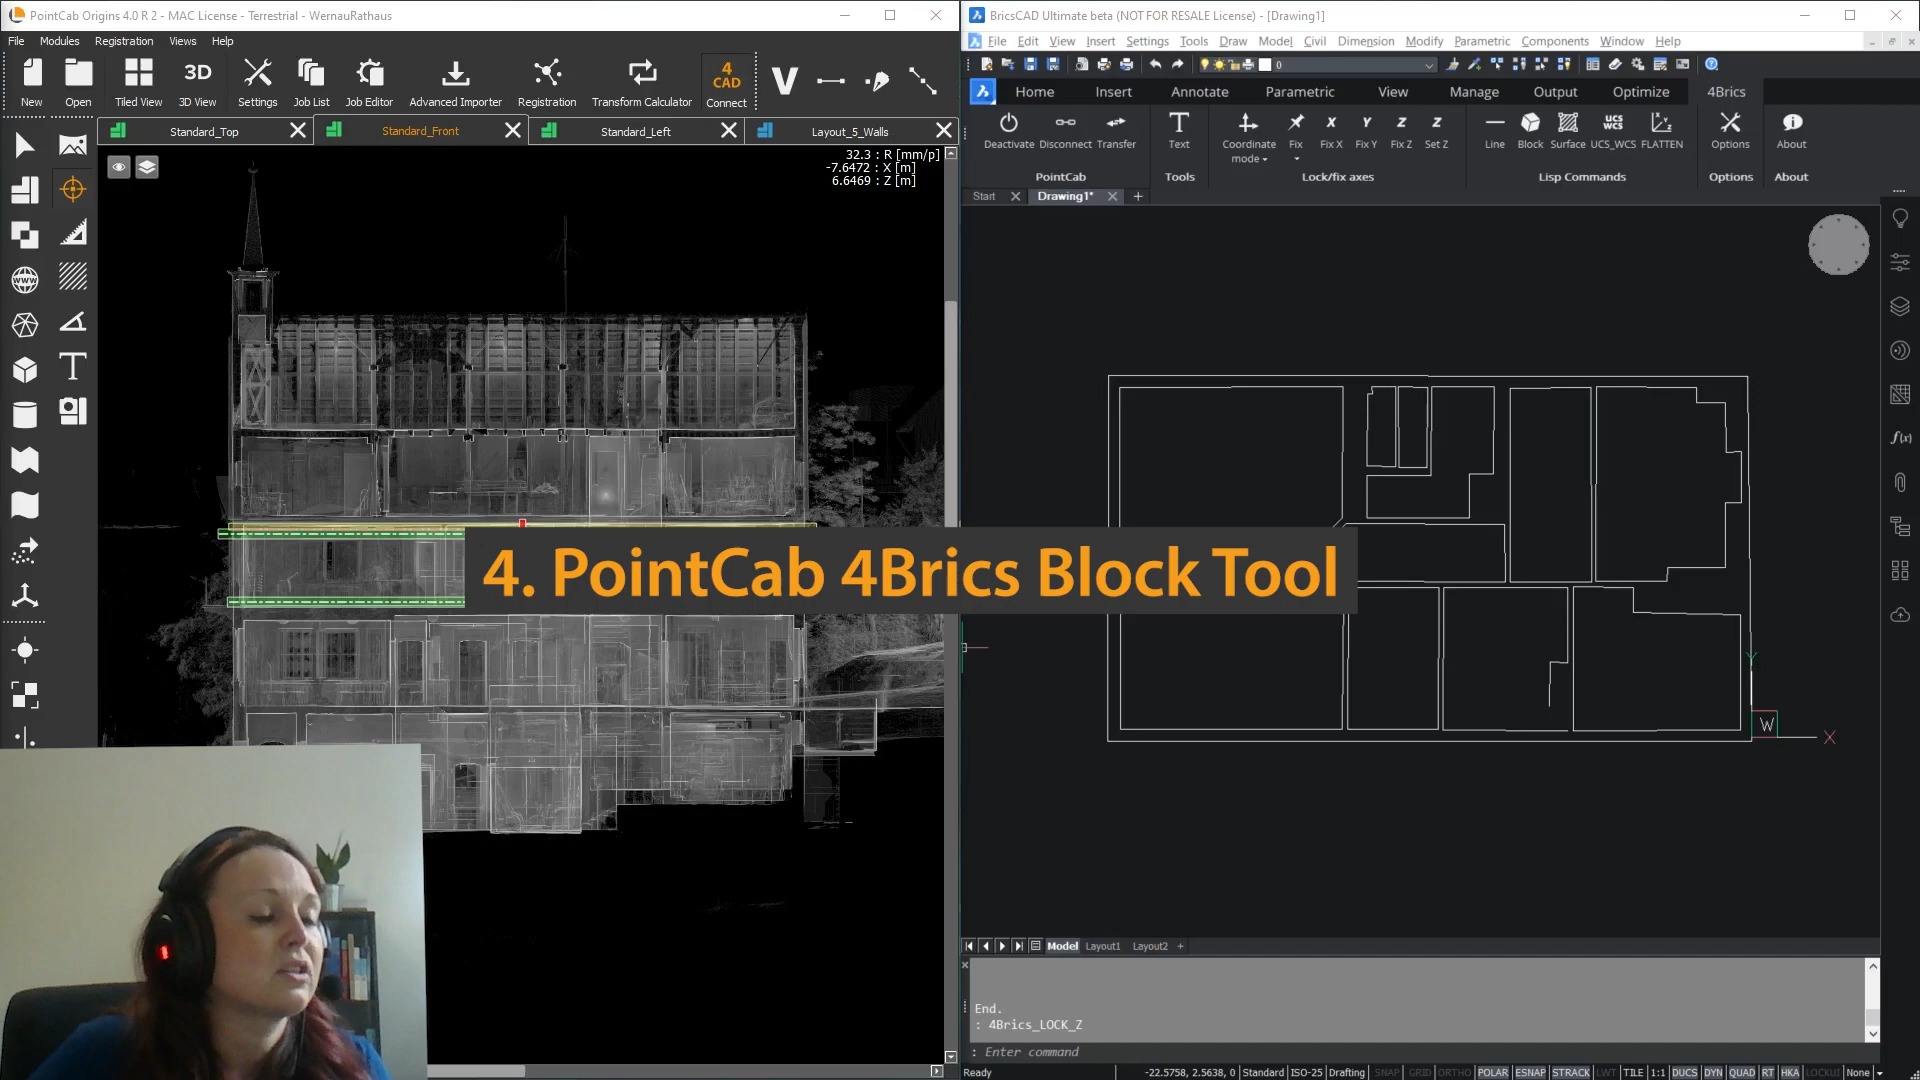 PointCab Origins 4.0 R 2 - MAC License - Terrestrial - WernauRathaus
File Modules Registration Views Help
3D
4
CAD
V
New Open Tiled View 3D View Settings Job List Job Editor Advanced Importer Registration Transform Calculator Connect
Standard_Top Standard_Front Standard_Left Layout_5_Walls
32.3 : R [mm/p]
-7.6472 : X [m]
6.6469 : Z [m]
WWW
T
BricsCAD Ultimate beta (NOT FOR RESALE License) - [Drawing1]
File Edit View Insert Settings Tools Draw Model Civil Dimension Modify Parametric Components Window Help
0
Home Insert Annotate Parametric View Manage Output Optimize 4Brics
T X Y Z Z UCS WCS
Deactivate Disconnect Transfer Text Coordinate mode Fix Fix X Fix Y Fix Z Set Z Line Block Surface UCS_WCS FLATTEN Options About
PointCab Tools Lock/fix axes Lisp Commands Options About
Start Drawing1*
f(x)
4. PointCab 4Brics Block Tool
Y
W
X
Model Layout1 Layout2
End.
: 4Brics_LOCK_Z
: Enter command
Ready -22.5758, 2.5638, 0 Standard ISO-25 Drafting SNAP GRID ORTHO POLAR ESNAP STRACK LWT TILE 1:1 DUCS DYN QUAD RT HKA LOCKUI None